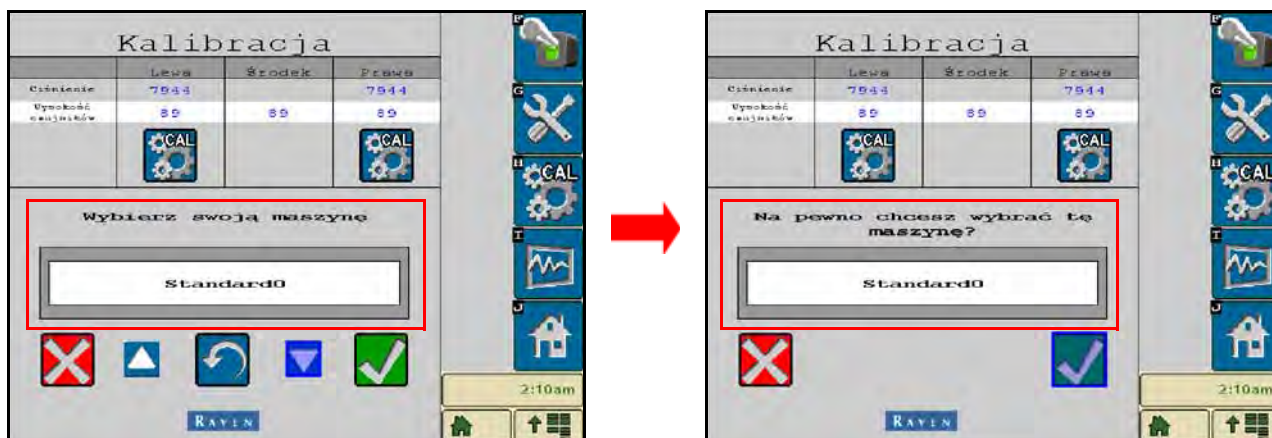 Kalibracja
Lewa Środek Prawa
Ciśnienie 7944 7944
Wysokość czujników 89 89 89
CAL CAL
Wybierz swoją maszynę
Standard0
RAVEN
F
G
H CAL
I
J
2:10am
Kalibracja
Lewa Środek Prawa
Ciśnienie 7944 7944
Wysokość czujników 89 89 89
CAL CAL
Na pewno chcesz wybrać tę
maszynę?
Standard0
RAVEN
F
G
H CAL
I
J
2:10am